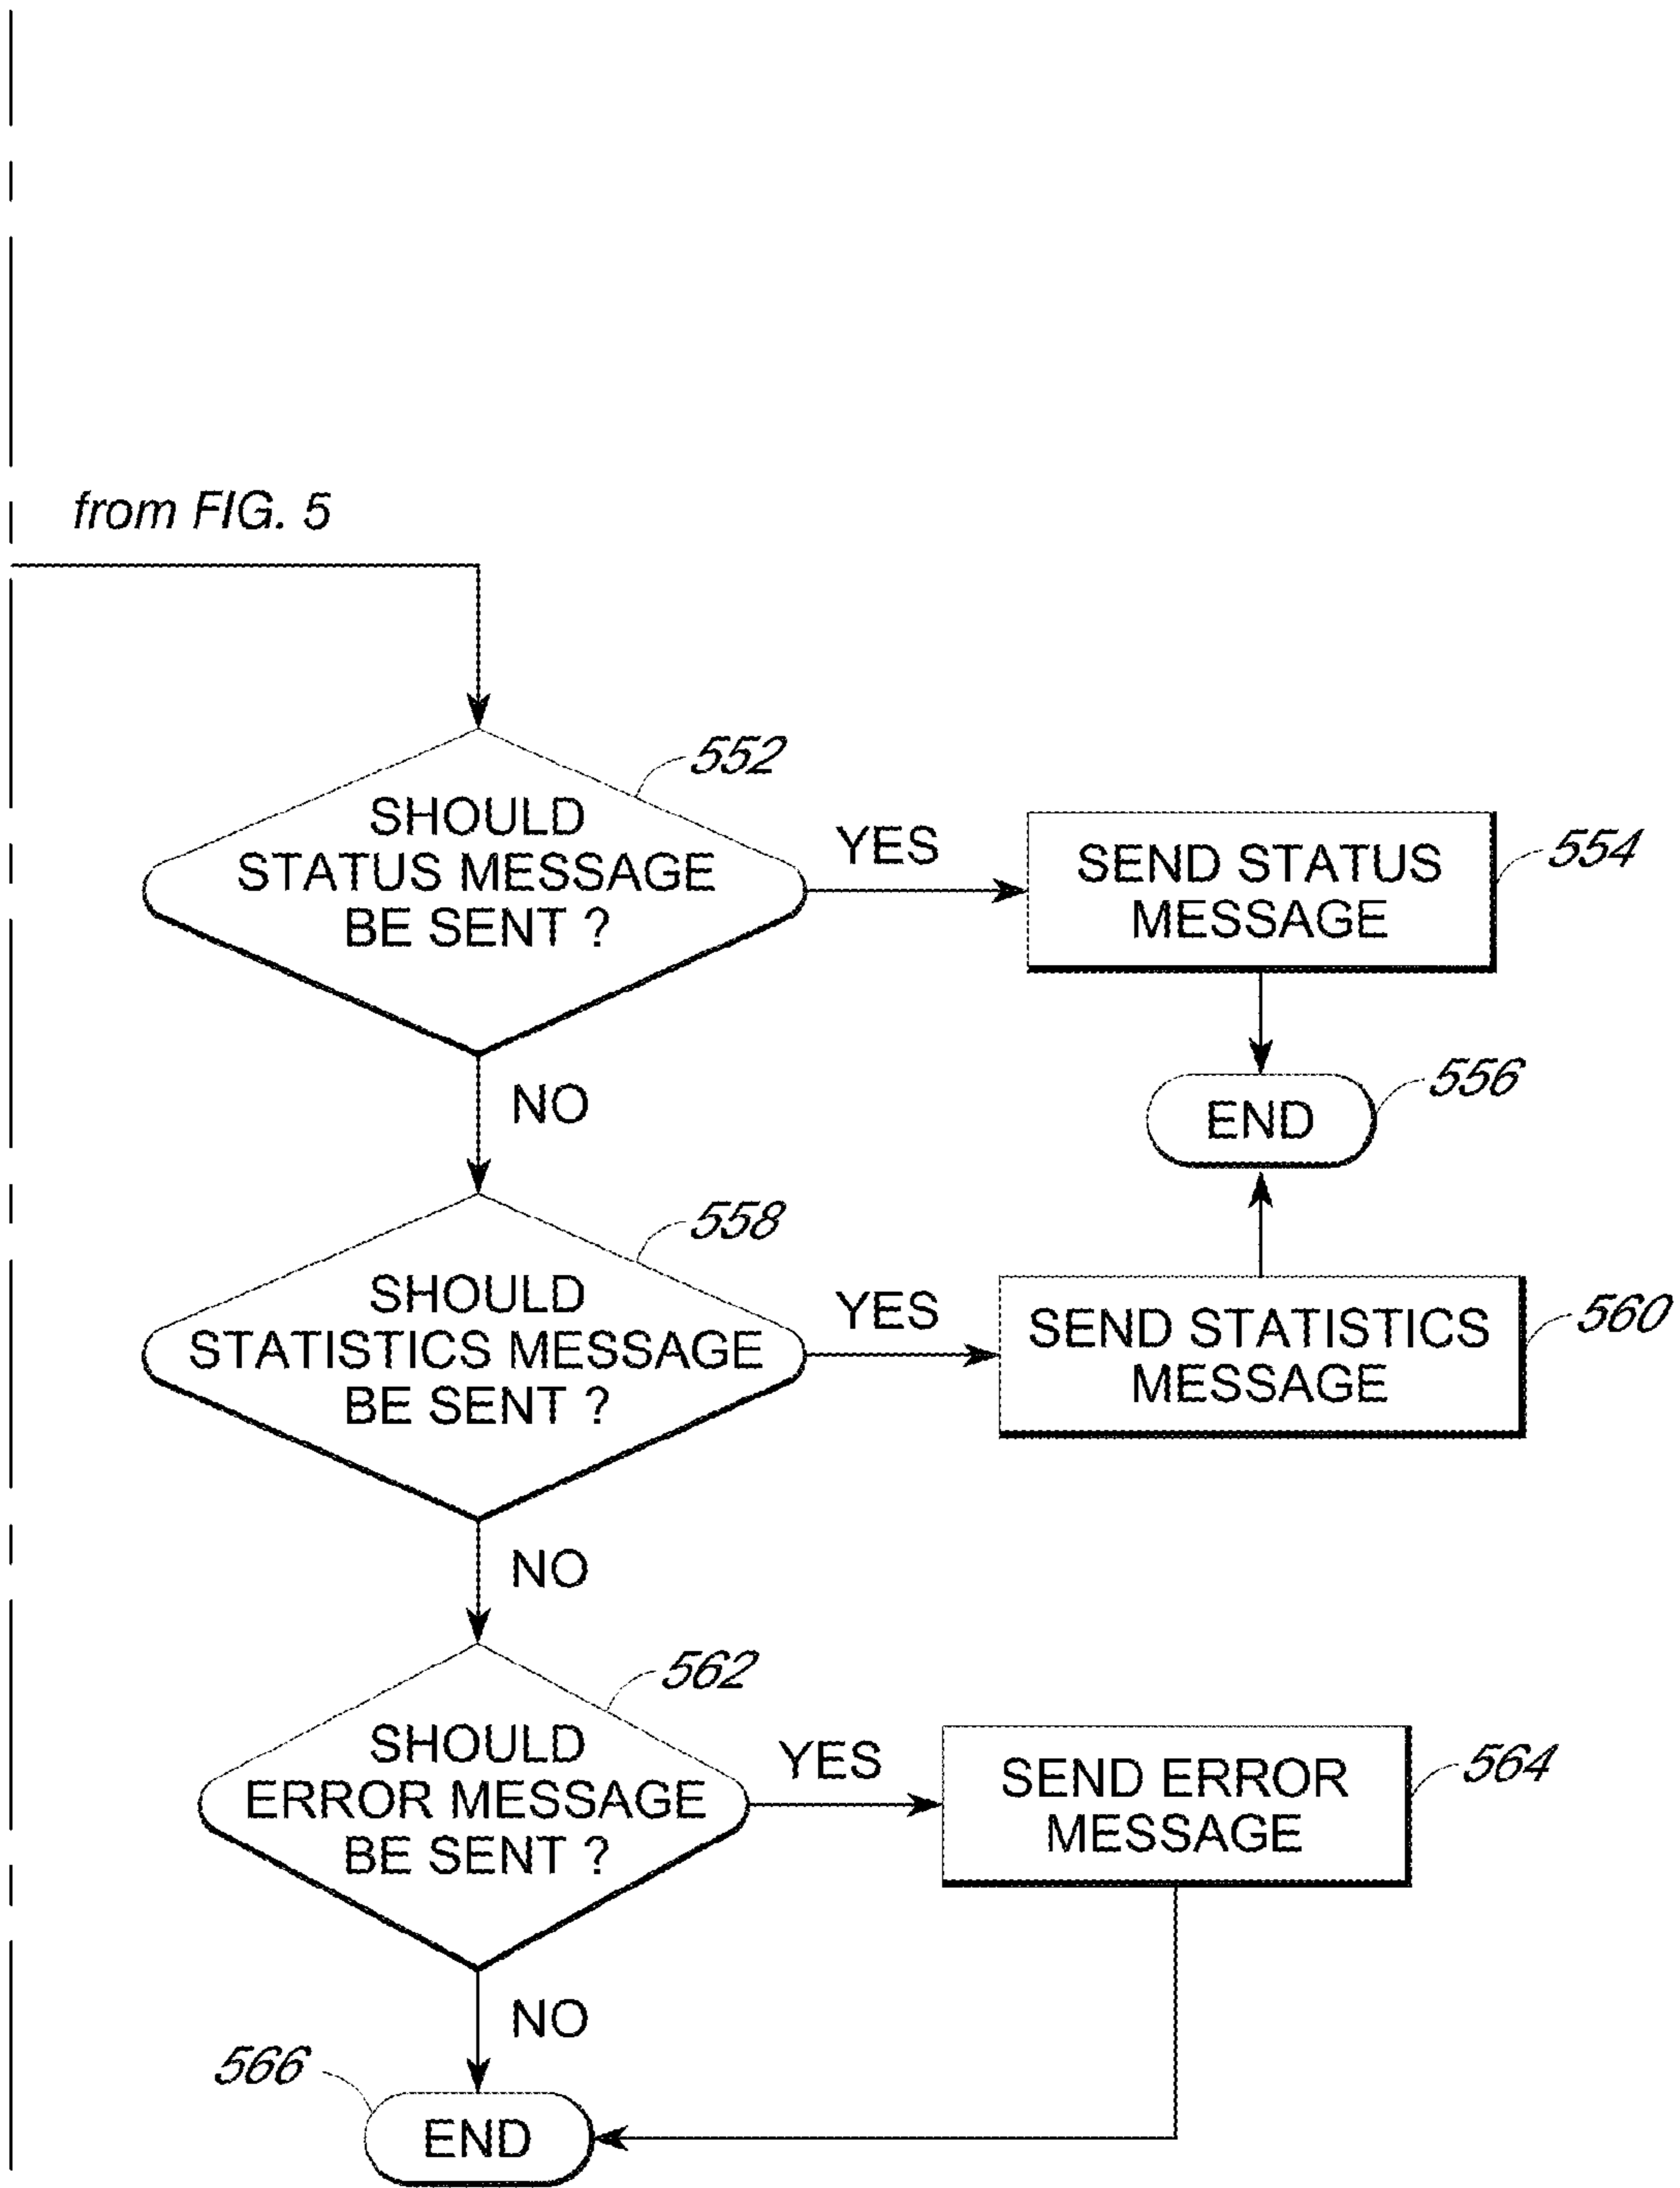 from FIG. 5
552
SHOULD
STATUS MESSAGE
BE SENT ?
YES
SEND STATUS
MESSAGE
554
NO
END
556
558
SHOULD
STATISTICS MESSAGE
BE SENT ?
YES
SEND STATISTICS
MESSAGE
560
NO
562
SHOULD
ERROR MESSAGE
BE SENT ?
YES
SEND ERROR
MESSAGE
564
NO
566
END